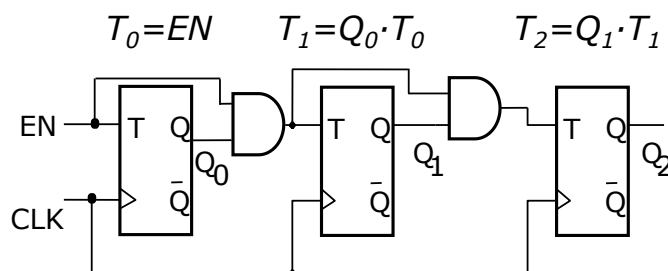 T₀=EN
T₁=Q₀·T₀
T₂=Q₁·T₁
EN
T Q
Q₀
Q̅
CLK
T Q
Q₁
Q̅
T Q
Q₂
Q̅